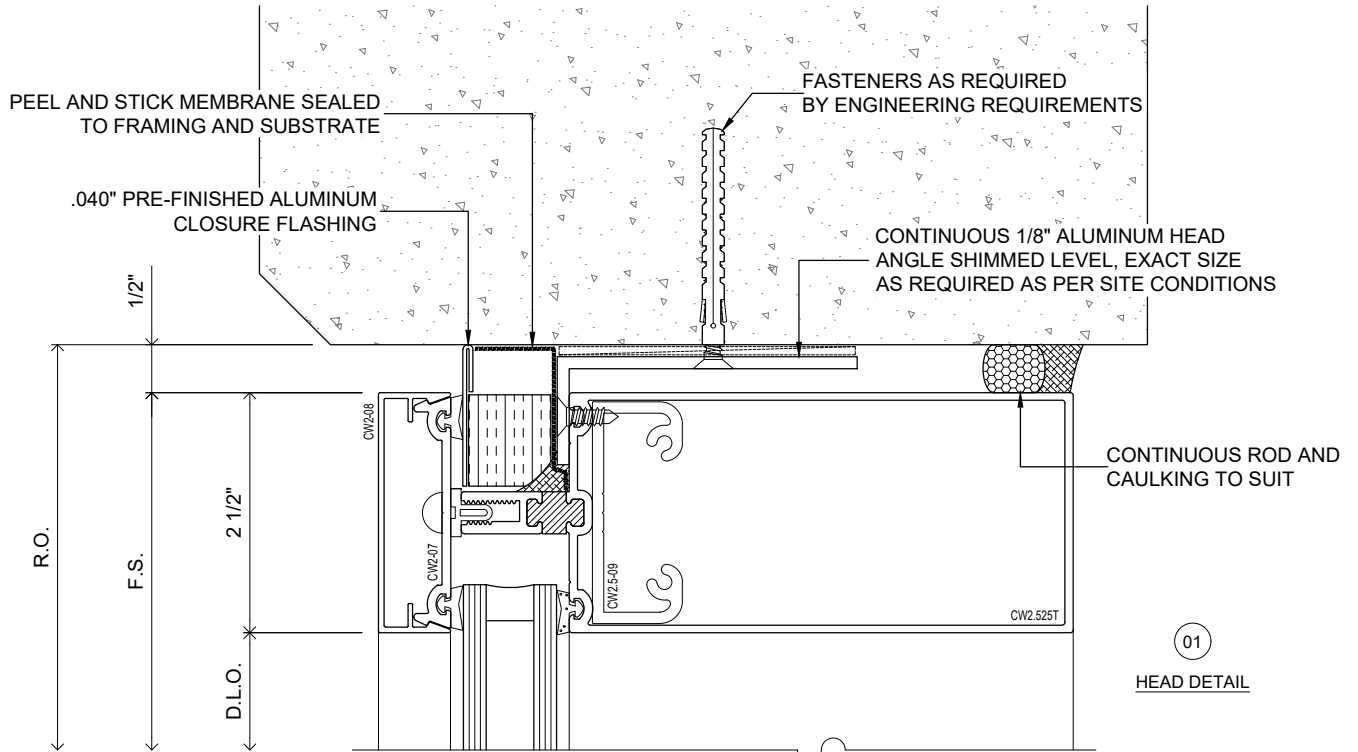 PEEL AND STICK MEMBRANE SEALED
TO FRAMING AND SUBSTRATE
FASTENERS AS REQUIRED
BY ENGINEERING REQUIREMENTS
.040" PRE-FINISHED ALUMINUM
CLOSURE FLASHING
CONTINUOUS 1/8" ALUMINUM HEAD
ANGLE SHIMMED LEVEL, EXACT SIZE
AS REQUIRED AS PER SITE CONDITIONS
1/2"
2 1/2"
R.O.
F.S.
D.L.O.
CW2-08
CW2-07
CW2.5-09
CW2.525T
CONTINUOUS ROD AND
CAULKING TO SUIT
01
HEAD DETAIL